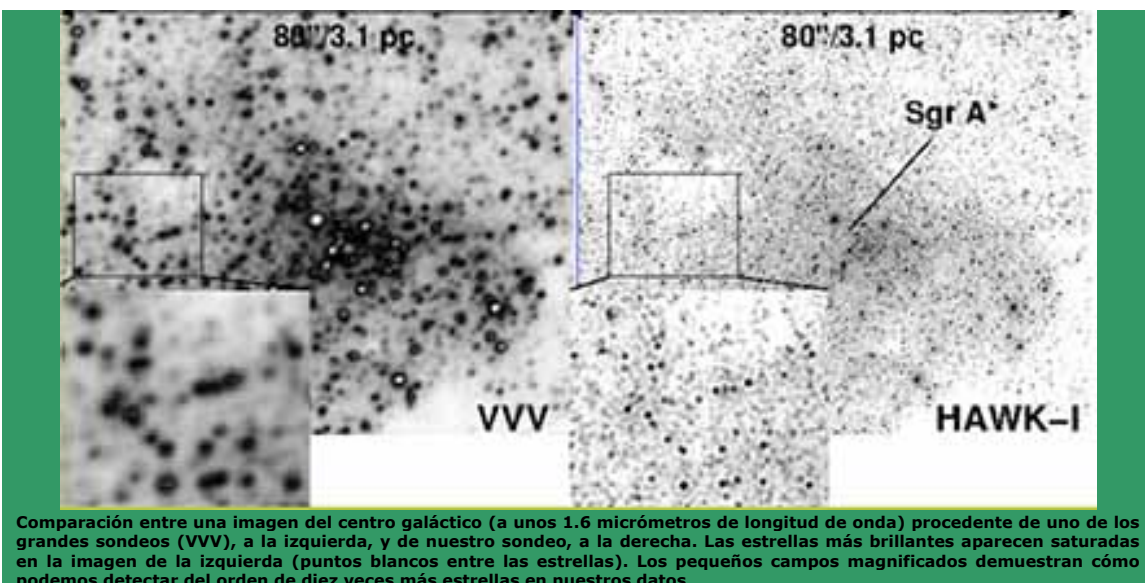 80"/3.1 pc
80"/3.1 pc
Sgr A*
VVV
HAWK-I
Comparación entre una imagen del centro galáctico (a unos 1.6 micrómetros de longitud de onda) procedente de uno de los
grandes sondeos (VVV), a la izquierda, y de nuestro sondeo, a la derecha. Las estrellas más brillantes aparecen saturadas
en la imagen de la izquierda (puntos blancos entre las estrellas). Los pequeños campos magnificados demuestran cómo
podemos detectar del orden de diez veces más estrellas en nuestros datos